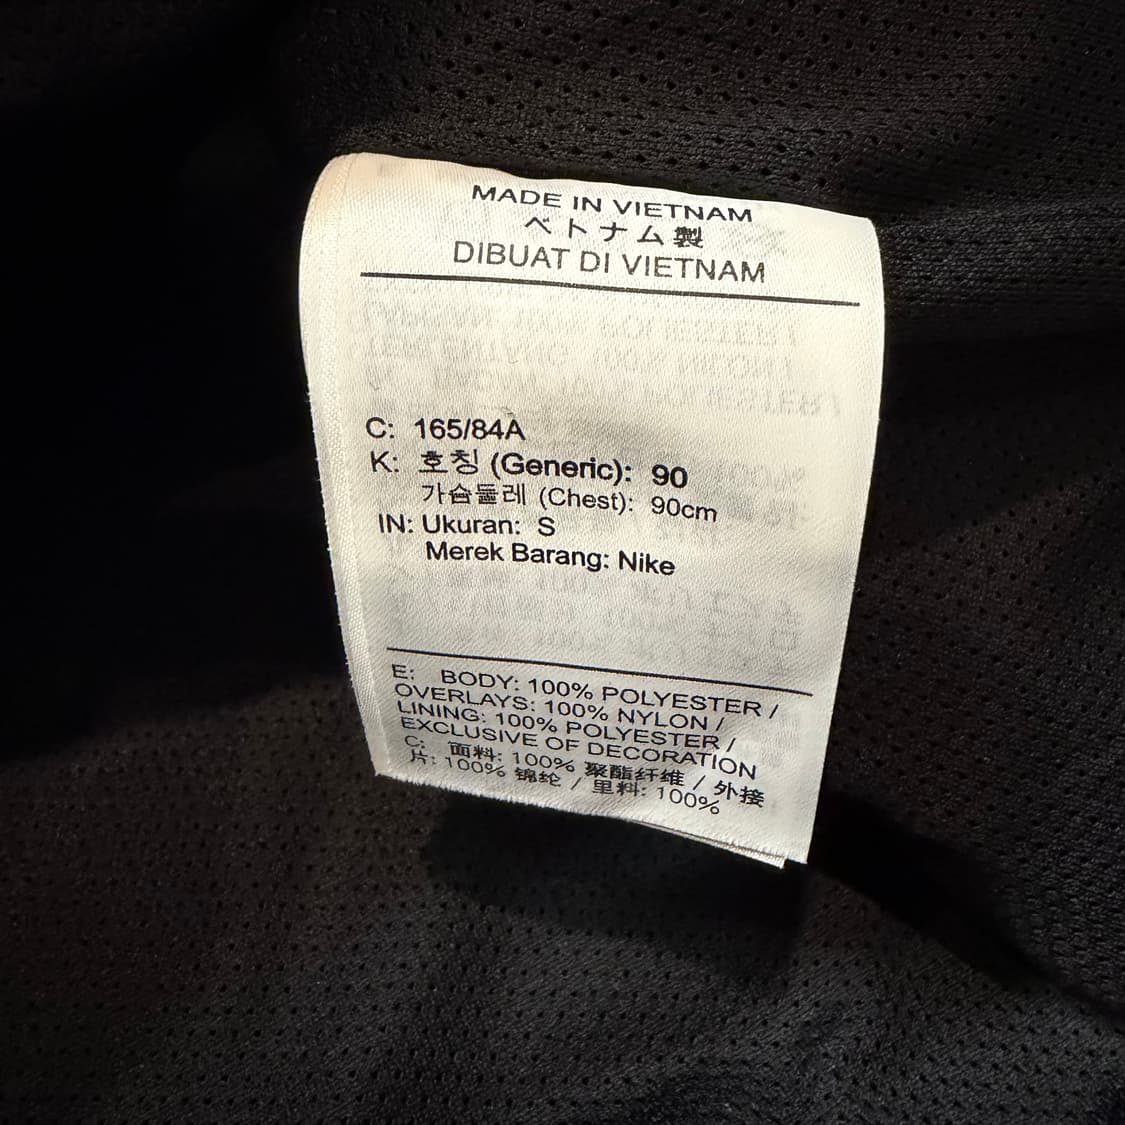 MADE IN VIETNAM
ベトナム製
DIBUAT DI VIETNAM
C: 165/84A
K: 호칭 (Generic): 90
가슴둘레 (Chest): 90cm
IN: Ukuran: S
Merek Barang: Nike
E: BODY: 100% POLYESTER /
OVERLAYS: 100% NYLON /
LINING: 100% POLYESTER /
EXCLUSIVE OF DECORATION
C: 面料: 100% 聚酯纤维 / 外接
片: 100% 锦纶 / 里料: 100%